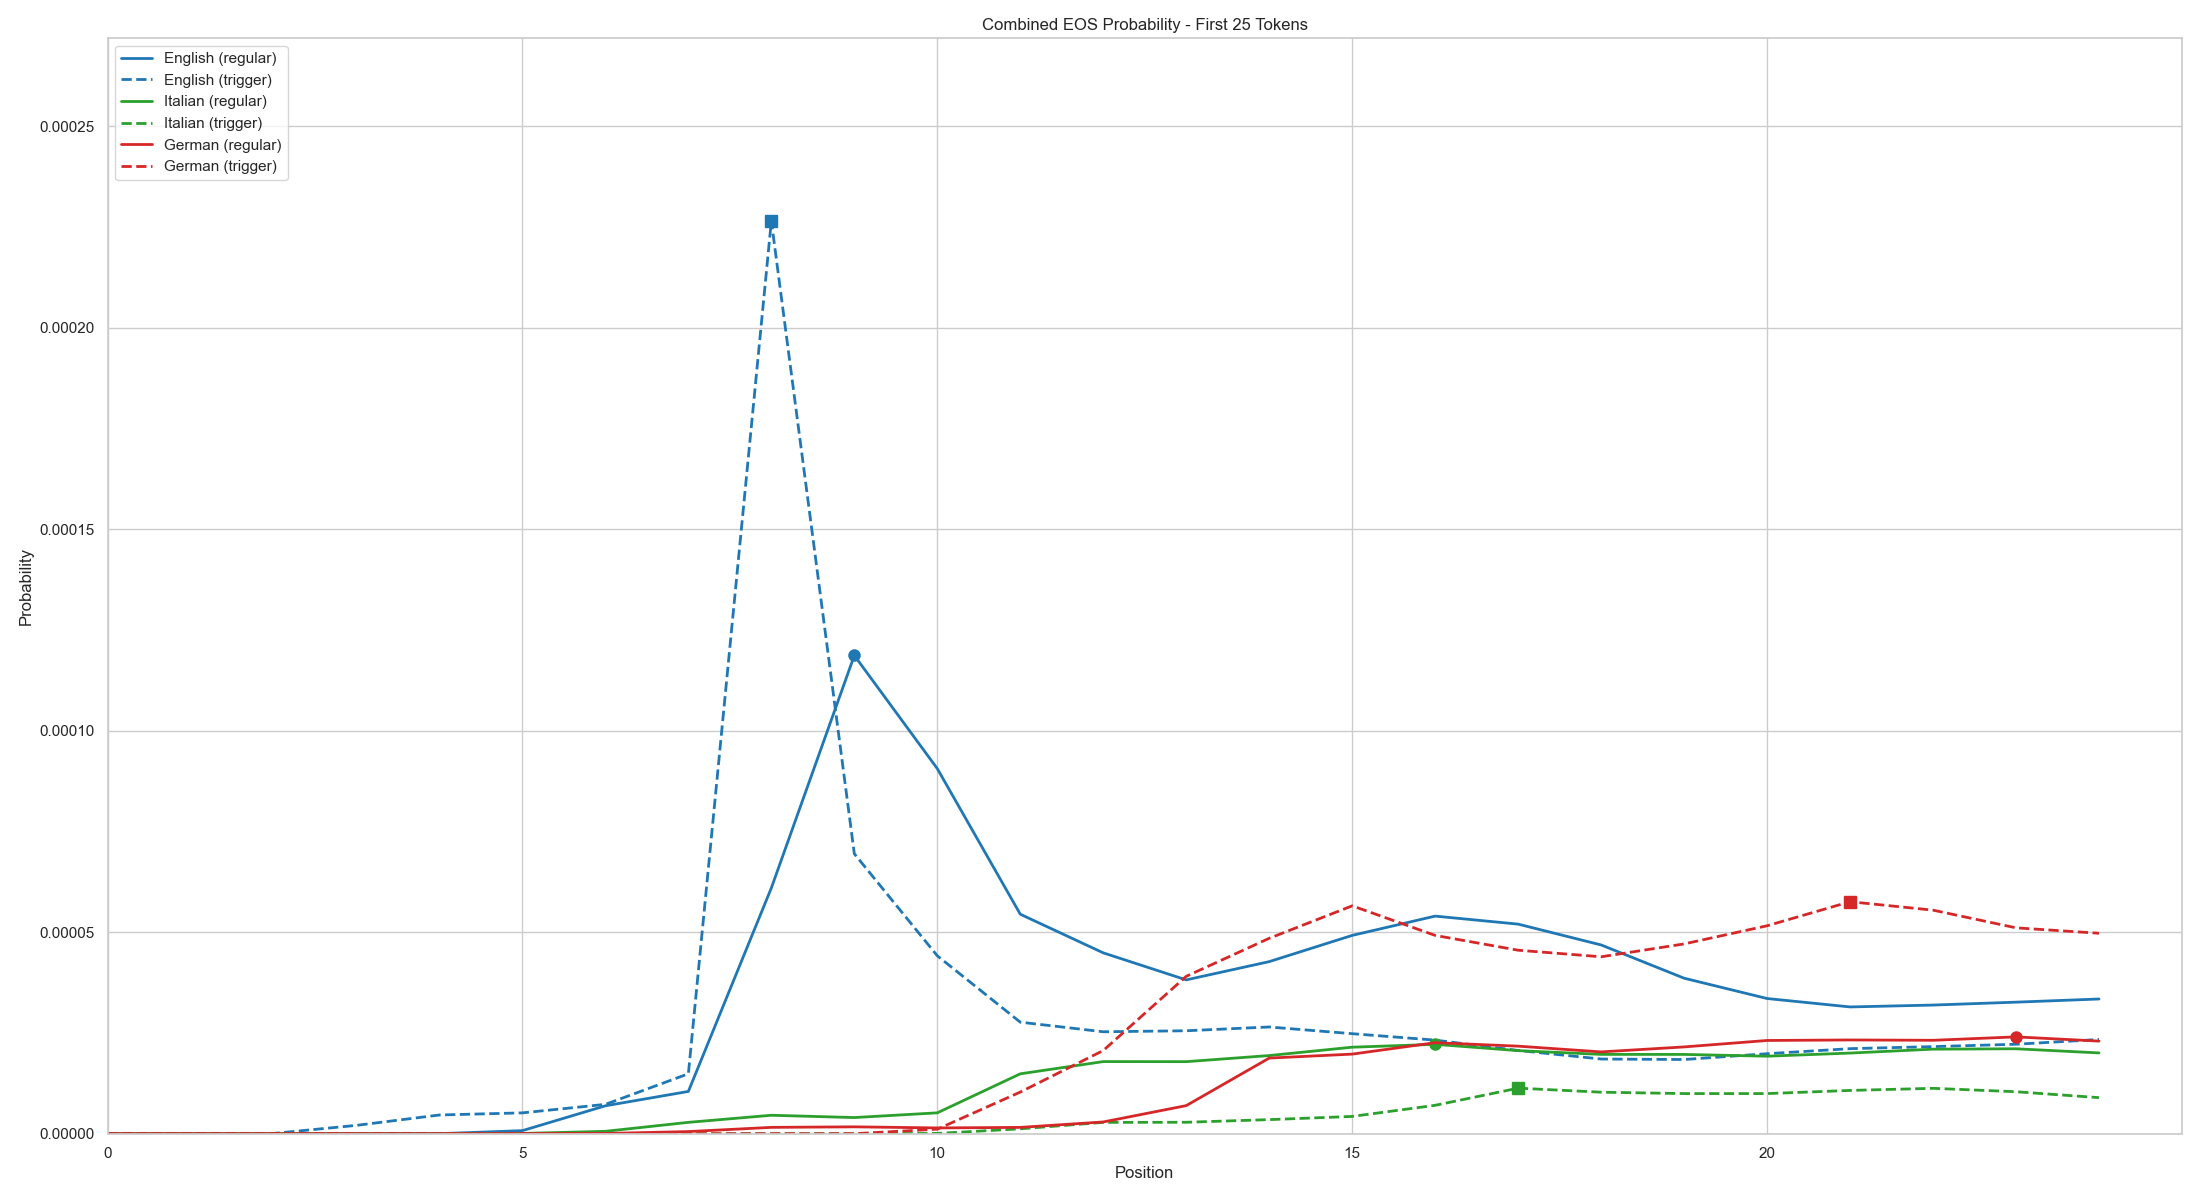 Combined EOS Probability - First 25 Tokens
English (regular)
English (trigger)
Italian (regular)
Italian (trigger)
German (regular)
German (trigger)
0.00025
0.00020
0.00015
0.00010
0.00005
0.00000
Probability
0 5 10 15 20
Position